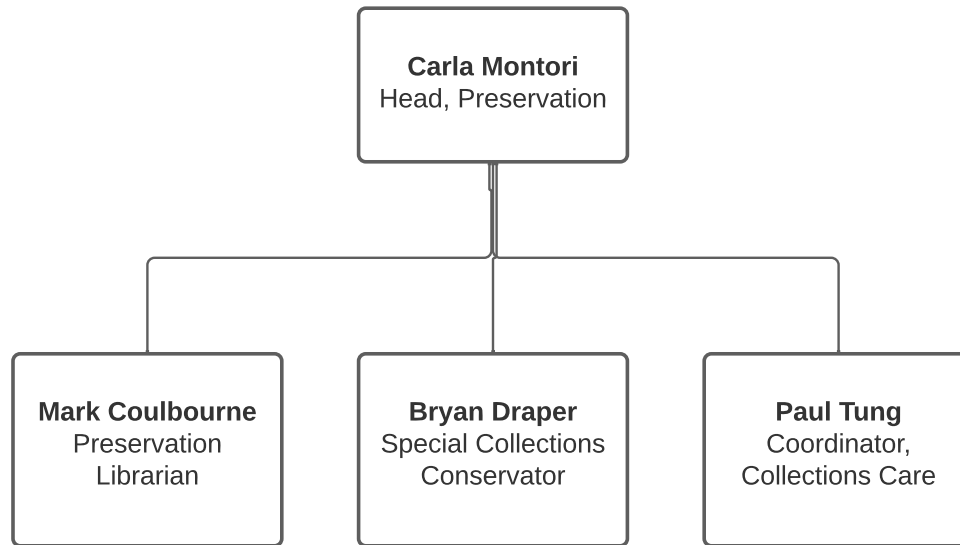 Carla Montori
Head, Preservation
Mark Coulbourne
Preservation
Librarian
Bryan Draper
Special Collections
Conservator
Paul Tung
Coordinator,
Collections Care